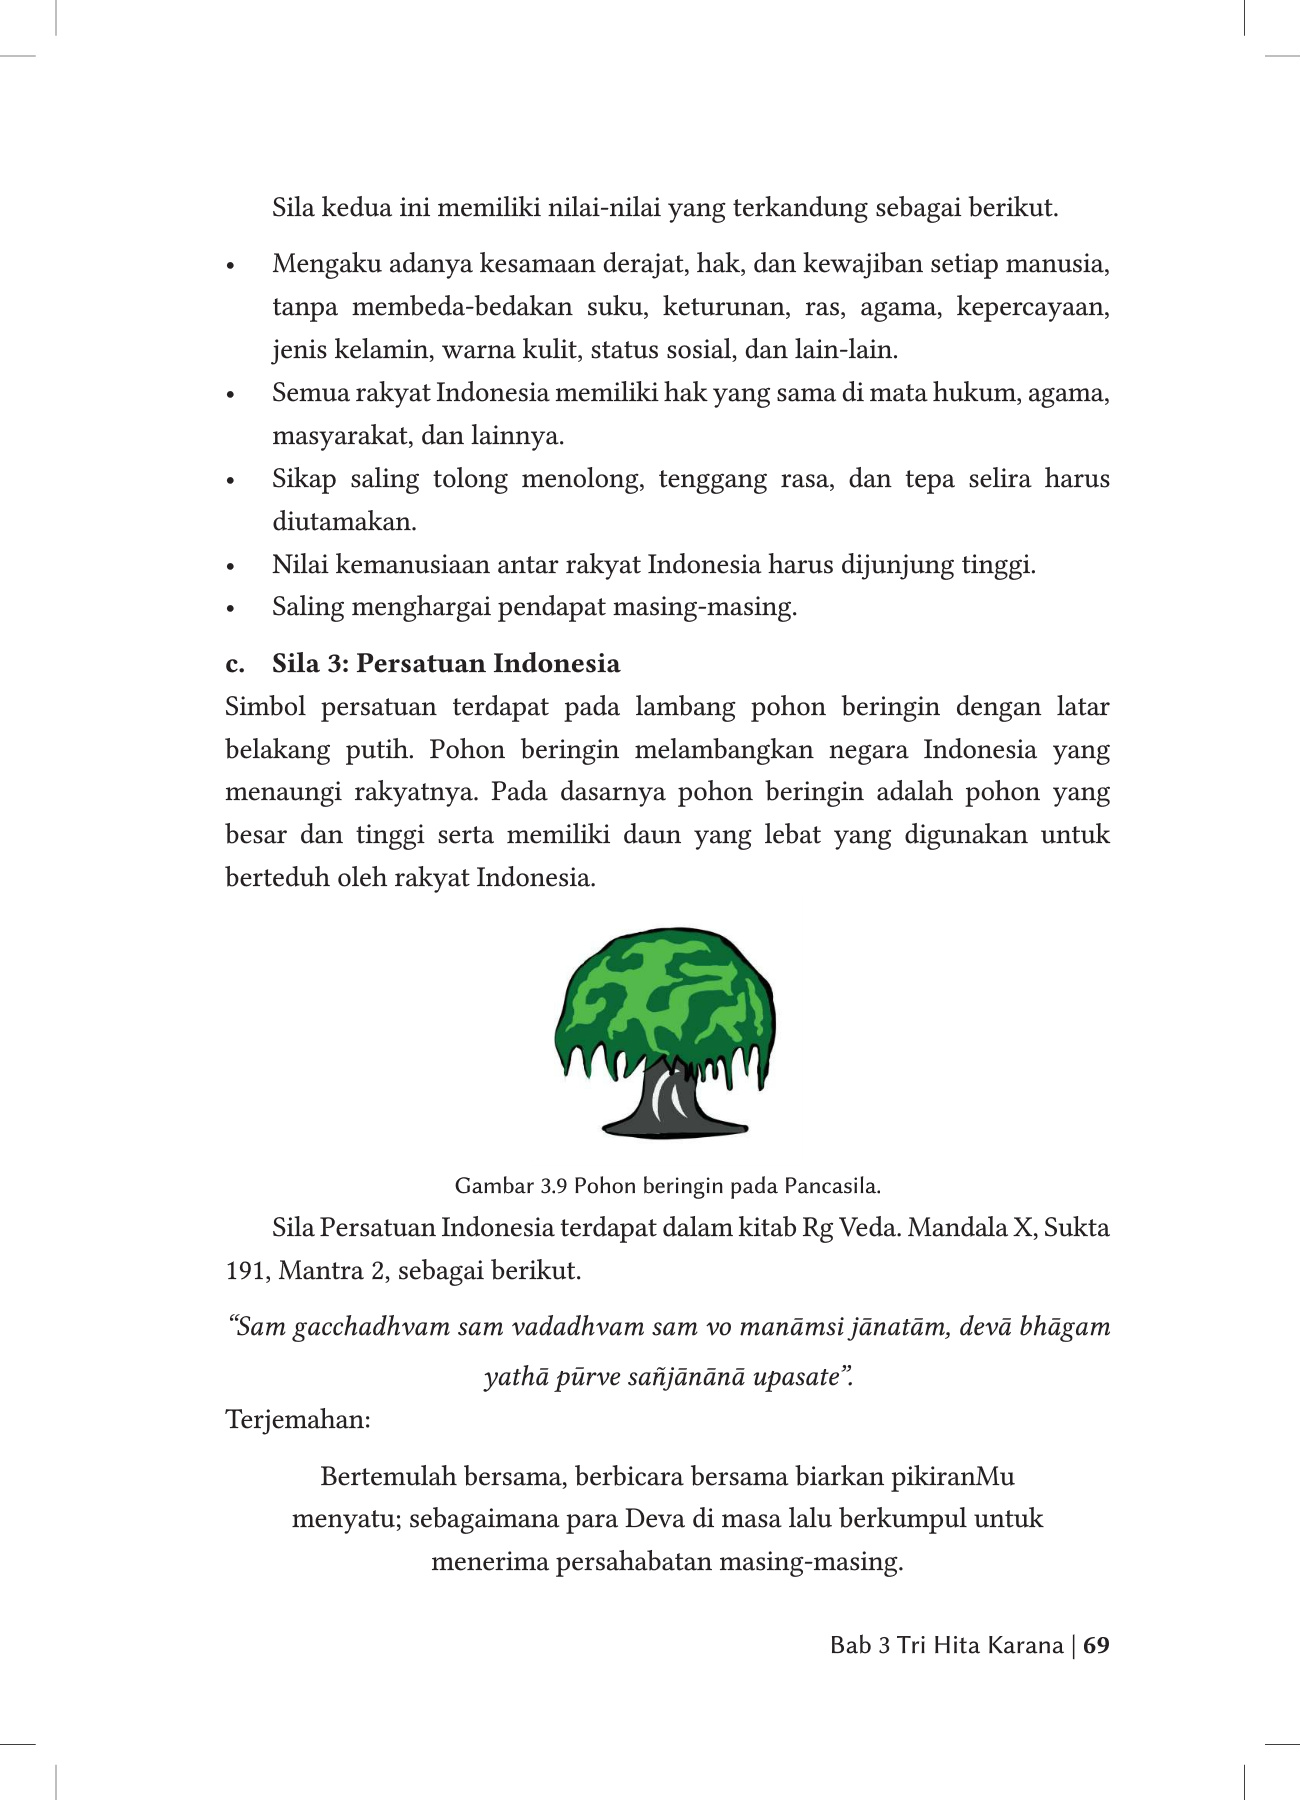 Sila kedua ini memiliki nilai-nilai yang terkandung sebagai berikut.
• Mengaku adanya kesamaan derajat, hak, dan kewajiban setiap manusia,
tanpa membeda-bedakan suku, keturunan, ras, agama, kepercayaan,
jenis kelamin, warna kulit, status sosial, dan lain-lain.
• Semua rakyat Indonesia memiliki hak yang sama di mata hukum, agama,
masyarakat, dan lainnya.
• Sikap saling tolong menolong, tenggang rasa, dan tepa selira harus
diutamakan.
• Nilai kemanusiaan antar rakyat Indonesia harus dijunjung tinggi.
• Saling menghargai pendapat masing-masing.
c. Sila 3: Persatuan Indonesia
Simbol persatuan terdapat pada lambang pohon beringin dengan latar
belakang putih. Pohon beringin melambangkan negara Indonesia yang
menaungi rakyatnya. Pada dasarnya pohon beringin adalah pohon yang
besar dan tinggi serta memiliki daun yang lebat yang digunakan untuk
berteduh oleh rakyat Indonesia.
Gambar 3.9 Pohon beringin pada Pancasila.
Sila Persatuan Indonesia terdapat dalam kitab Rg Veda. Mandala X, Sukta
191, Mantra 2, sebagai berikut.
“Sam gacchadhvam sam vadadhvam sam vo manāmsi jānatām, devā bhāgam
yathā pūrve sañjānānā upasate”.
Terjemahan:
Bertemulah bersama, berbicara bersama biarkan pikiranMu
menyatu; sebagaimana para Deva di masa lalu berkumpul untuk
menerima persahabatan masing-masing.
Bab 3 Tri Hita Karana | 69